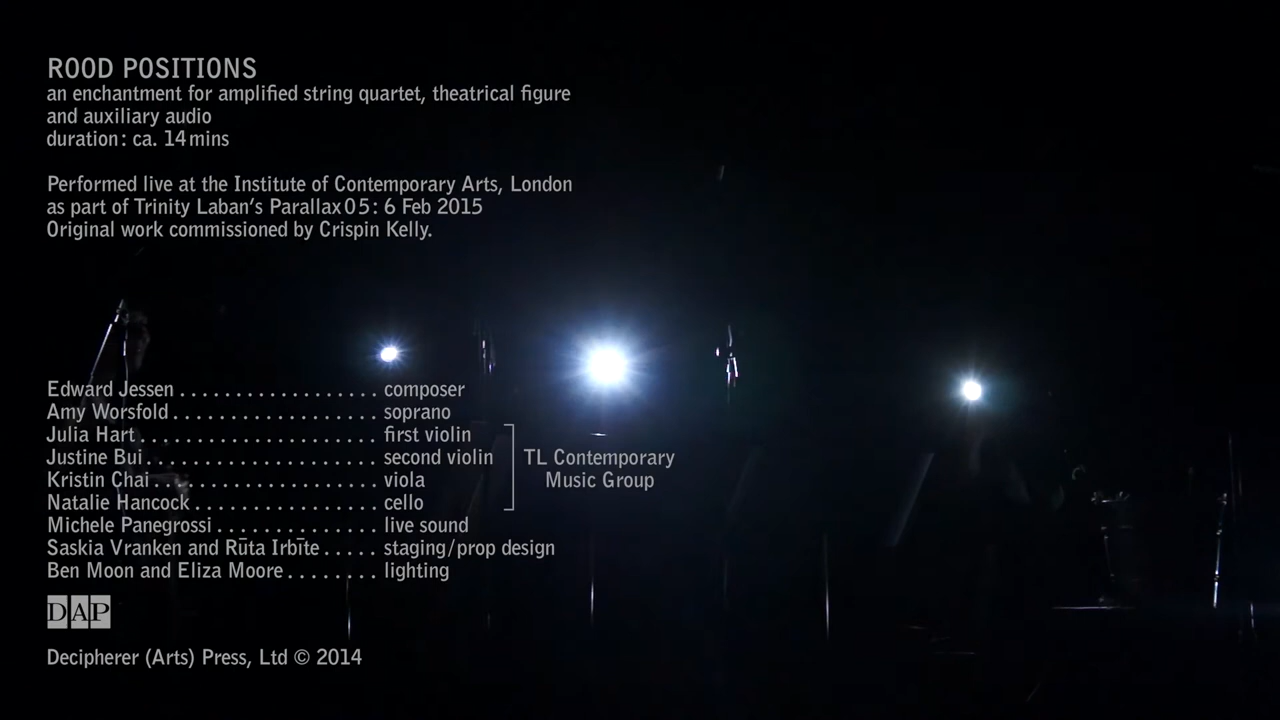 ROOD POSITIONS
an enchantment for amplified string quartet, theatrical figure
and auxiliary audio
duration: ca. 14 mins
Performed live at the Institute of Contemporary Arts, London
as part of Trinity Laban's Parallax 05: 6 Feb 2015
Original work commissioned by Crispin Kelly.
Edward Jessen .................. composer
Amy Worsfold ................... soprano
Julia Hart ...................... first violin
Justine Bui ..................... second violin
Kristin Chai .................... viola
Natalie Hancock ................. cello
TL Contemporary
Music Group
Michele Panegrossi .............. live sound
Saskia Vranken and Rūta Irbīte ..... staging/prop design
Ben Moon and Eliza Moore ........ lighting
DAP
Decipherer (Arts) Press, Ltd © 2014